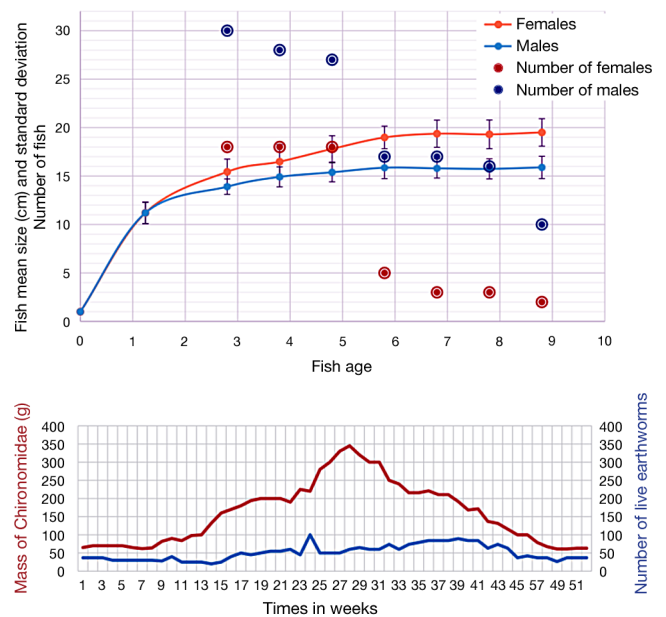 Fish mean size (cm) and standard deviation
Number of fish
30
25
20
15
10
5
0
Females
Males
Number of females
Number of males
0 1 2 3 4 5 6 7 8 9 10
Fish age
Mass of Chironomidae (g)
400
350
300
250
200
150
100
50
0
400
350
300
250
200
150
100
50
0
Number of live earthworms
1 3 5 7 9 11 13 15 17 19 21 23 25 27 29 31 33 35 37 39 41 43 45 57 49 51
Times in weeks